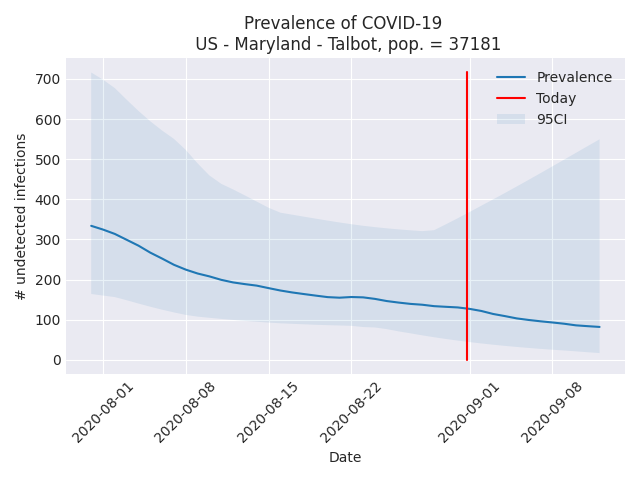 Prevalence of COVID-19
US - Maryland - Talbot, pop. = 37181
Prevalence
Today
95CI
# undetected infections
700
600
500
400
300
200
100
0
2020-08-01
2020-08-08
2020-08-15
2020-08-22
2020-09-01
2020-09-08
Date